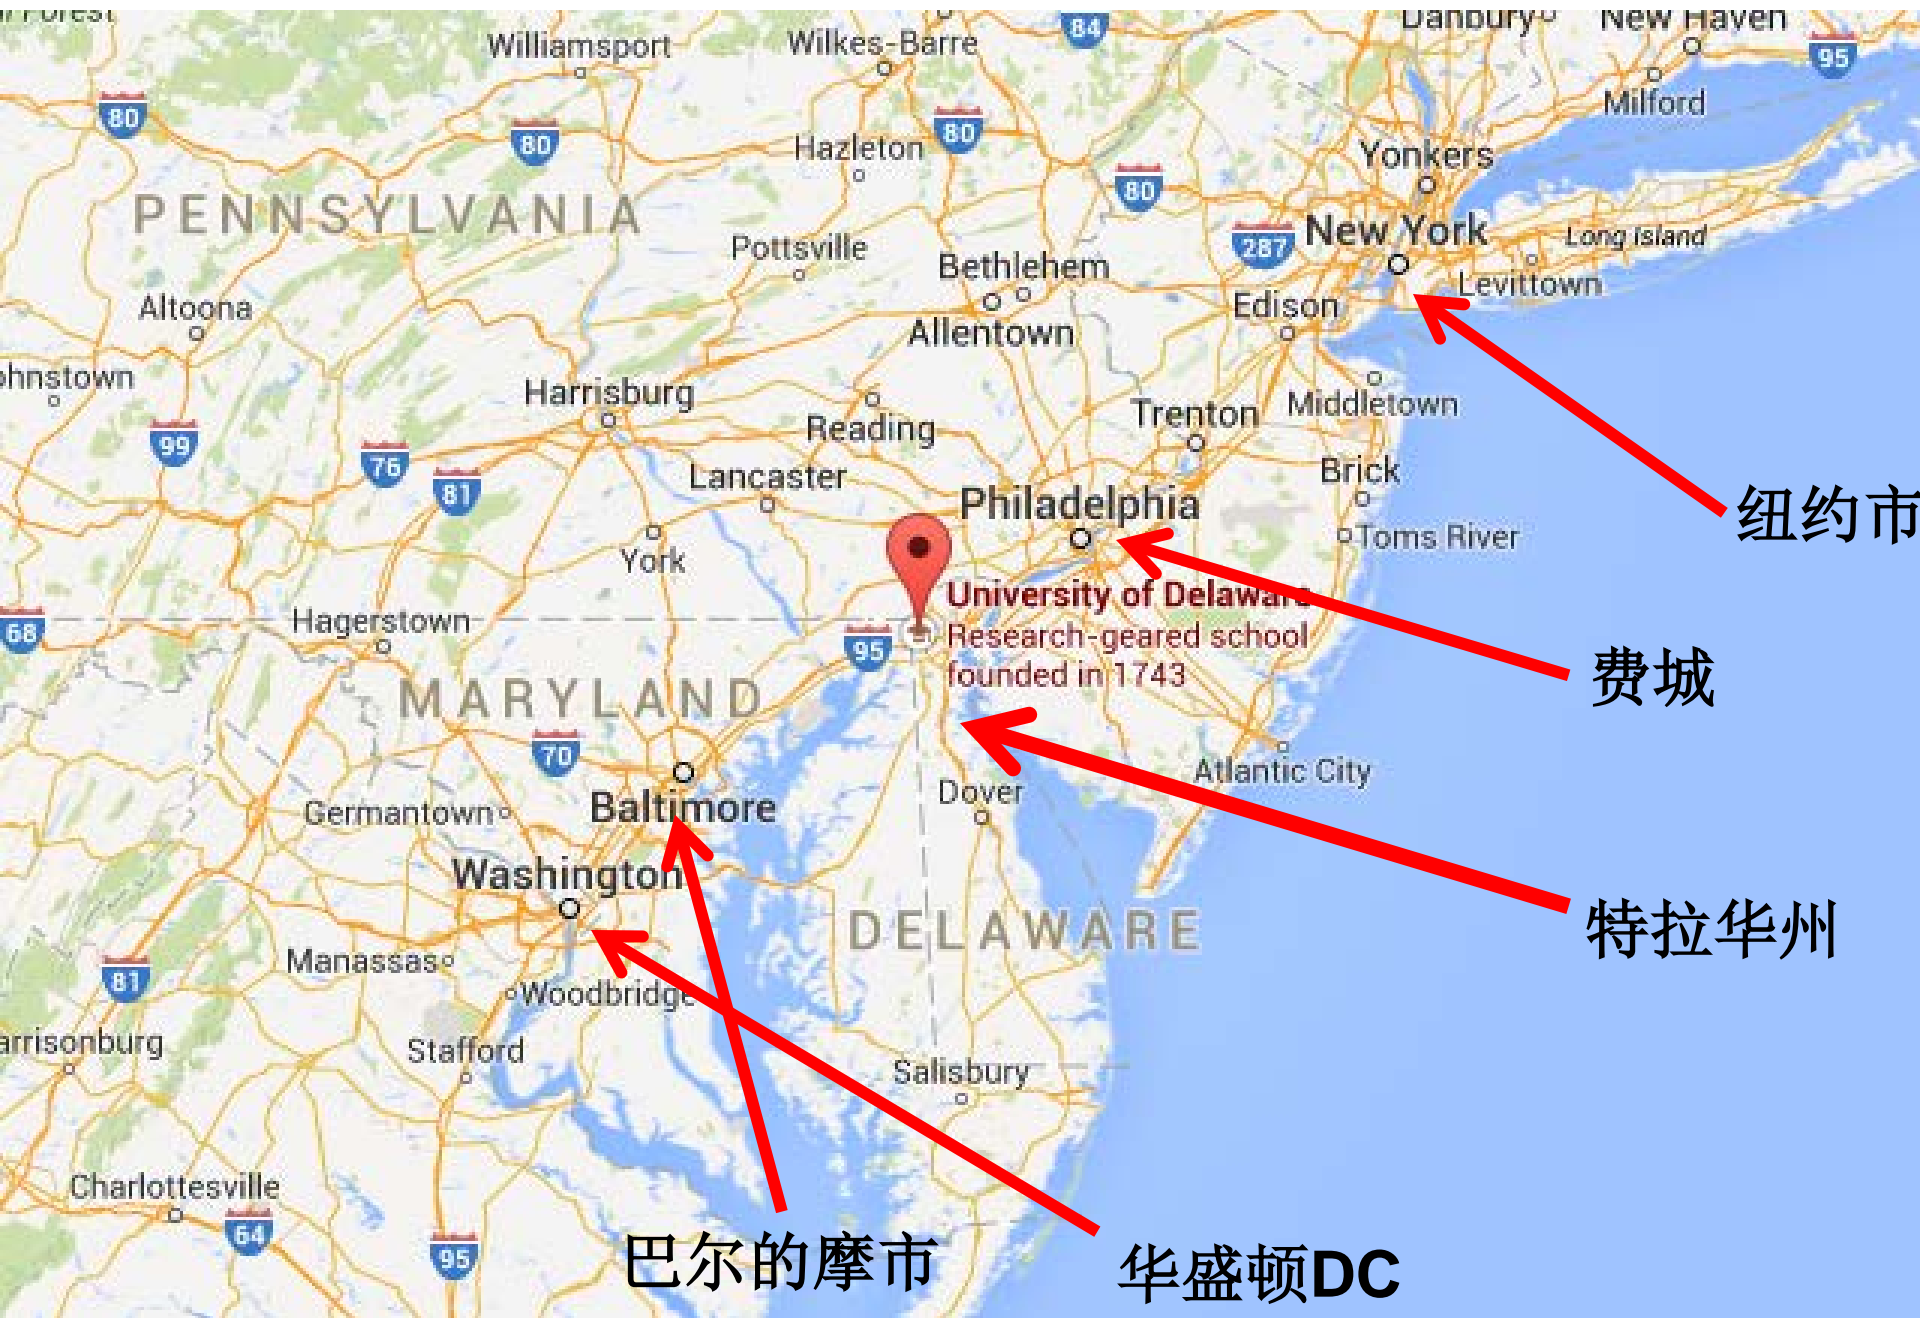 Williamsport
Wilkes-Barre
84
Danbury
New Haven
95
Milford
80
80
Hazleton
80
80
Yonkers
PENNSYLVANIA
Pottsville
Bethlehem
287
New York
Long Island
Levittown
Altoona
Allentown
Edison
ohnstown
Harrisburg
Reading
Trenton
Middletown
99
76
81
Lancaster
Philadelphia
Brick
纽约市
York
Toms River
University of Delaware
Research-geared school
founded in 1743
68
Hagerstown
95
费城
MARYLAND
70
Atlantic City
Dover
Germantown
Baltimore
Washington
DELAWARE
特拉华州
Manassas
81
Woodbridge
arrisonburg
Stafford
Salisbury
Charlottesville
64
95
巴尔的摩市
华盛顿DC